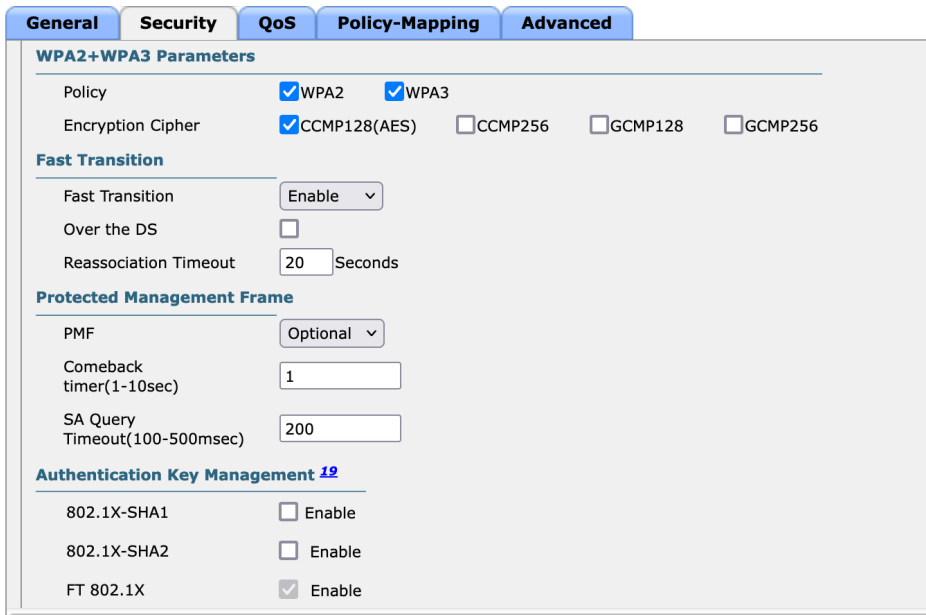 General Security QoS Policy-Mapping Advanced
WPA2+WPA3 Parameters
Policy WPA2 WPA3
Encryption Cipher CCMP128(AES) CCMP256 GCMP128 GCMP256
Fast Transition
Fast Transition Enable
Over the DS
Reassociation Timeout 20 Seconds
Protected Management Frame
PMF Optional
Comeback
timer(1-10sec) 1
SA Query
Timeout(100-500msec) 200
Authentication Key Management 19
802.1X-SHA1 Enable
802.1X-SHA2 Enable
FT 802.1X Enable